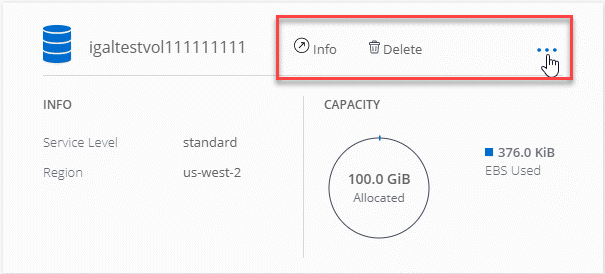 igaltestvol111111111 Info Delete
INFO
Service Level standard
Region us-west-2
CAPACITY
100.0 GiB
Allocated
376.0 KiB
EBS Used